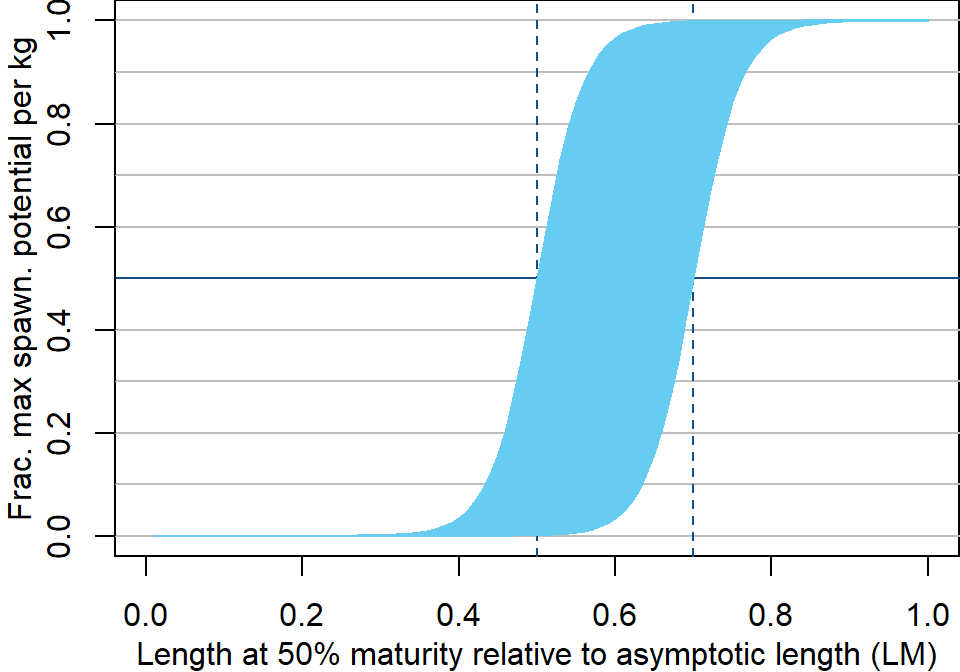 Frac. max spawn. potential per kg
1.0
0.8
0.6
0.4
0.2
0.0
0.0 0.2 0.4 0.6 0.8 1.0
Length at 50% maturity relative to asymptotic length (LM)